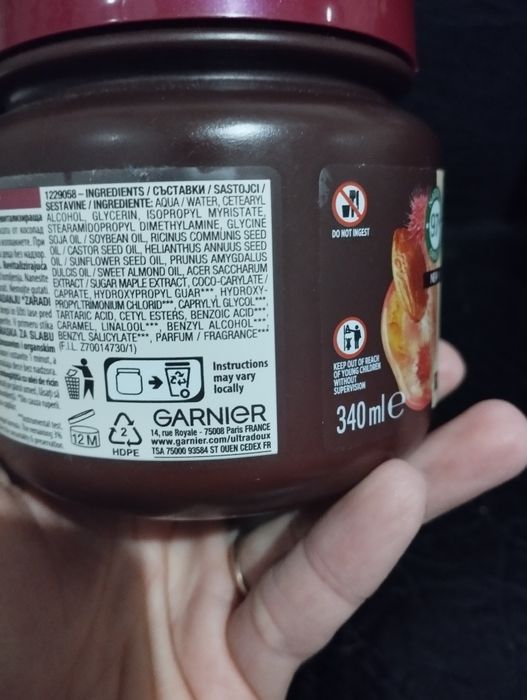 1229058 – INGREDIENTS / СЪСТАВКИ / SASTOJCI /
SESTAVINE / INGREDIENTE: AQUA / WATER, CETEARYL
ALCOHOL, GLYCERIN, ISOPROPYL MYRISTATE,
STEARAMIDOPROPYL DIMETHYLAMINE, GLYCINE
SOJA OIL / SOYBEAN OIL, RICINUS COMMUNIS SEED
OIL / CASTOR SEED OIL, HELIANTHUS ANNUUS SEED
OIL / SUNFLOWER SEED OIL, PRUNUS AMYGDALUS
DULCIS OIL / SWEET ALMOND OIL, ACER SACCHARUM
EXTRACT / SUGAR MAPLE EXTRACT, COCO-CARYLATE/
CAPRATE, HYDROXYPROPYL GUAR***, HYDROXY-
PROPYLTRIMONIUM CHLORID***, CAPRYLYL GLYCOL***,
TARTARIC ACID, CETYL ESTERS, BENZOIC ACID***,
CARAMEL, LINALOOL***, BENZYL ALCOHOL***,
BENZYL SALICYLATE***, PARFUM / FRAGRANCE***
(F.I.L. Z70014730/1)
Instructions
may vary
locally
12 M
2
HDPE
GARNIER
14, rue Royale - 75008 Paris FRANCE
www.garnier.com/ultradoux
TSA 75000 93584 ST OUEN CEDEX FR
DO NOT INGEST
KEEP OUT OF REACH
OF YOUNG CHILDREN
WITHOUT
SUPERVISION
340 ml e